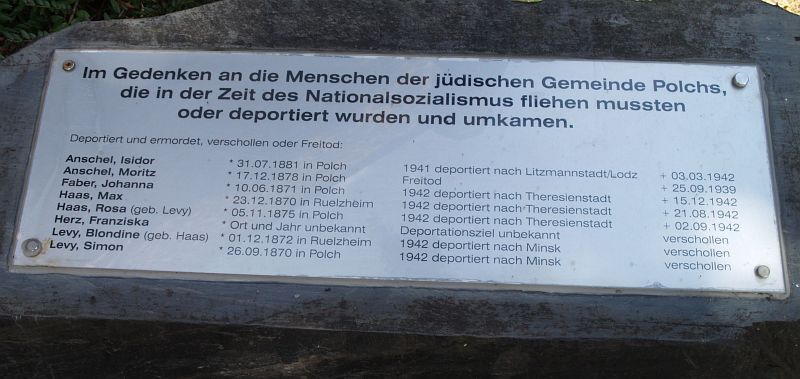 Im Gedenken an die Menschen der jüdischen Gemeinde Polchs,
die in der Zeit des Nationalsozialismus fliehen mussten
oder deportiert wurden und umkamen.
Deportiert und ermordet, verschollen oder Freitod:
Anschel, Isidor * 31.07.1881 in Polch 1941 deportiert nach Litzmannstadt/Lodz + 03.03.1942
Anschel, Moritz * 17.12.1878 in Polch Freitod + 25.09.1939
Faber, Johanna * 10.06.1871 in Polch 1942 deportiert nach Theresienstadt + 15.12.1942
Haas, Max * 23.12.1870 in Ruelzheim 1942 deportiert nach Theresienstadt + 21.08.1942
Haas, Rosa (geb. Levy) * 05.11.1875 in Polch 1942 deportiert nach Theresienstadt + 02.09.1942
Herz, Franziska * Ort und Jahr unbekannt Deportationsziel unbekannt verschollen
Levy, Blondine (geb. Haas) * 01.12.1872 in Ruelzheim 1942 deportiert nach Minsk verschollen
Levy, Simon * 26.09.1870 in Polch 1942 deportiert nach Minsk verschollen